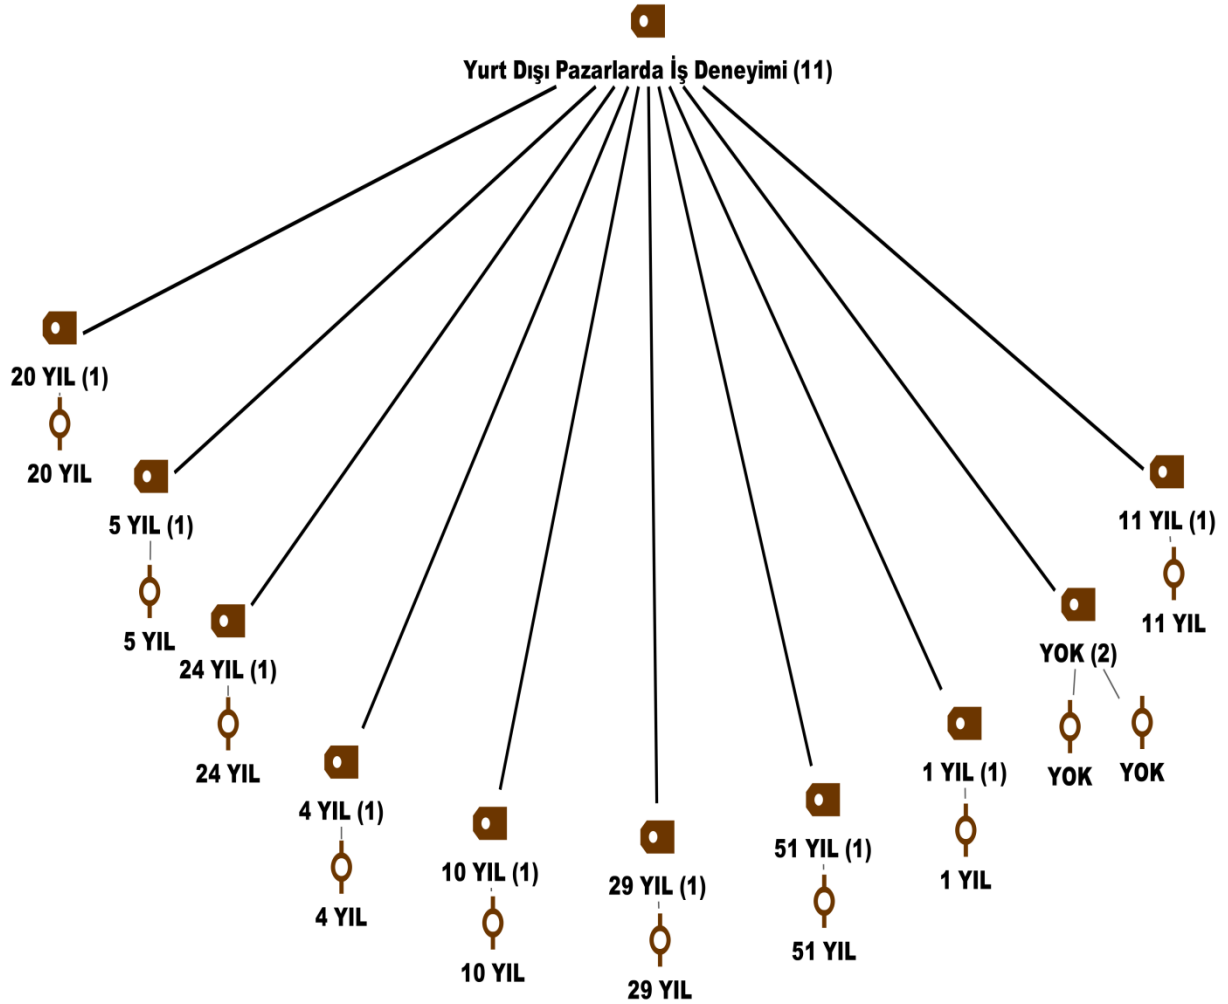 Yurt Dışı Pazarlarda İş Deneyimi (11)
20 YIL (1)
20 YIL
5 YIL (1)
5 YIL
24 YIL (1)
24 YIL
4 YIL (1)
4 YIL
10 YIL (1)
10 YIL
29 YIL (1)
29 YIL
51 YIL (1)
51 YIL
1 YIL (1)
1 YIL
YOK (2)
YOK
YOK
11 YIL (1)
11 YIL